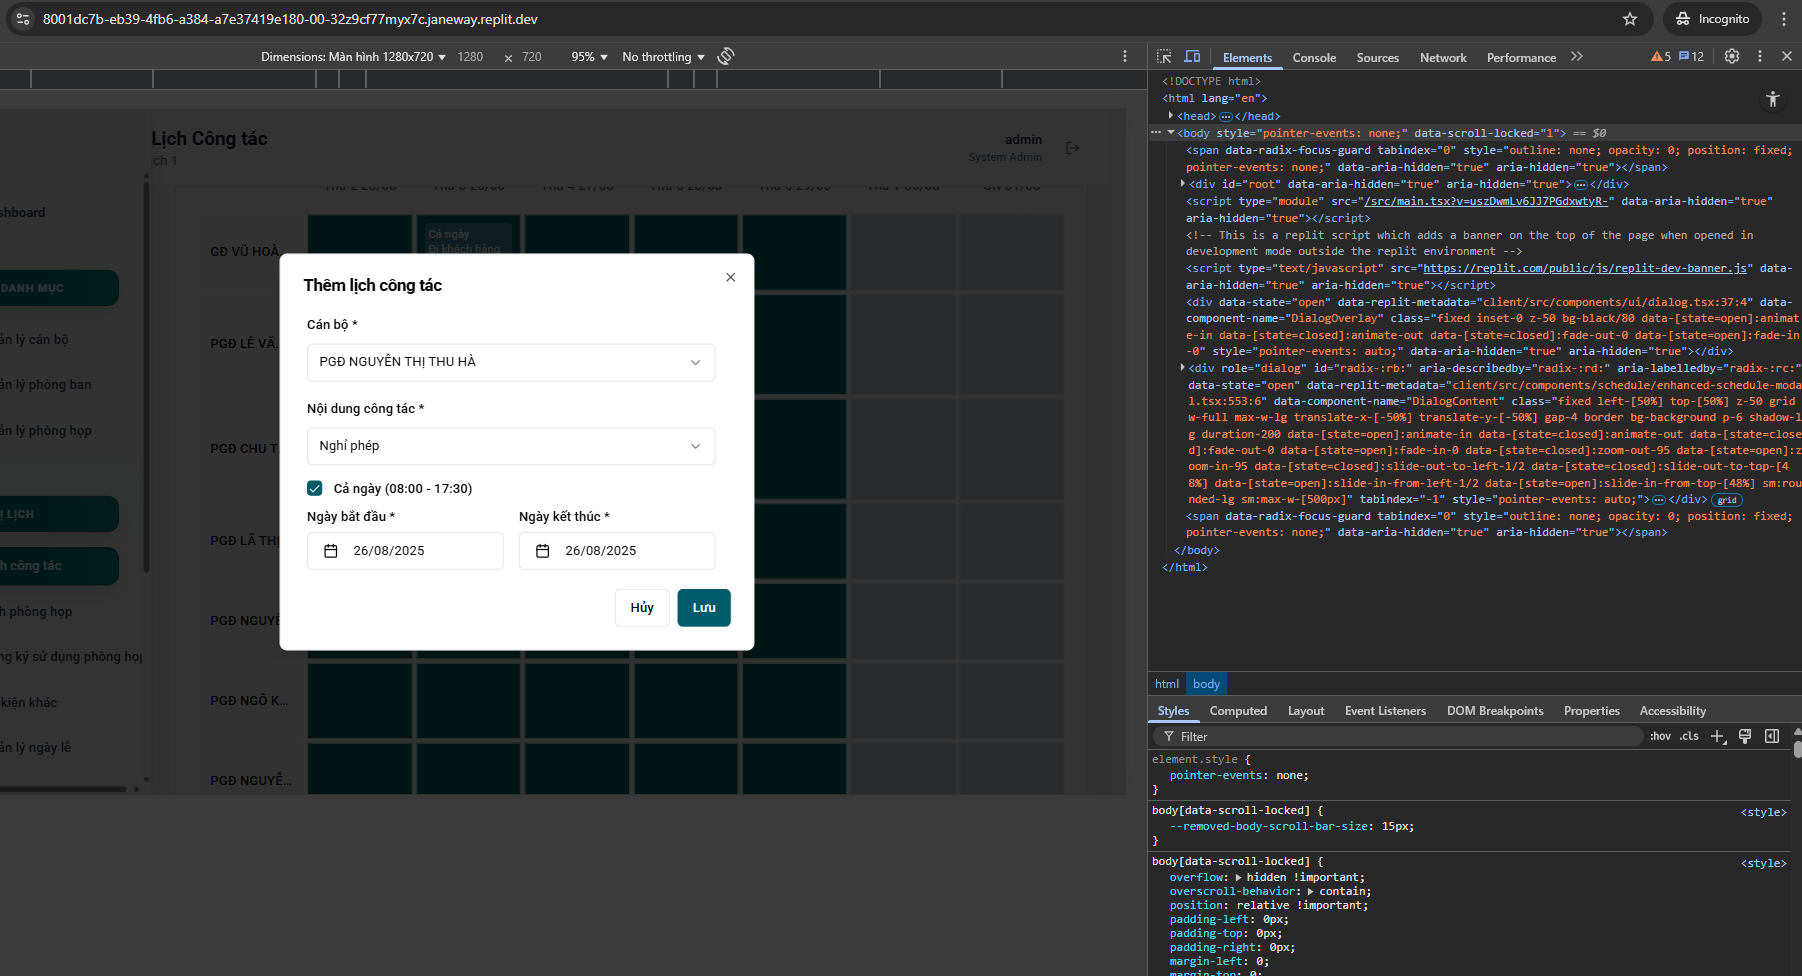 8001dc7b-eb39-4fb6-a384-a7e37419e180-00-32z9cf77myx7c.janeway.replit.dev
Incognito
Dimensions: Màn hình 1280x720 ▼ 1280 × 720 95% ▼ No throttling ▼
Lịch Công tác
ch 1
admin
System Admin
shboard
DANH MỤC
ản lý cán bộ
ản lý phòng ban
ản lý phòng họp
Ị LỊCH
h công tác
h phòng họp
ng ký sử dụng phòng họp
kiện khác
ản lý ngày lễ
GĐ VŨ HOÀ
PGĐ LÊ VĂ...
PGĐ CHU T
PGĐ LÃ THỊ
PGĐ NGUYỄ
PGĐ NGÔ K...
PGĐ NGUYỄ...
Cả ngày
Đi khách hàng
Thêm lịch công tác
Cán bộ *
PGĐ NGUYỄN THỊ THU HÀ
Nội dung công tác *
Nghỉ phép
Cả ngày (08:00 - 17:30)
Ngày bắt đầu *
Ngày kết thúc *
26/08/2025
26/08/2025
Hủy
Lưu
Elements
Console
Sources
Network
Performance
5
12
<!DOCTYPE html>
<html lang="en">
<head> </head>
<body style="pointer-events: none;" data-scroll-locked="1"> == $0
<span data-radix-focus-guard tabindex="0" style="outline: none; opacity: 0; position: fixed;
pointer-events: none;" data-aria-hidden="true" aria-hidden="true"></span>
<div id="root" data-aria-hidden="true" aria-hidden="true"> </div>
<script type="module" src="/src/main.tsx?v=uszDwmLv6JJ7PGdxwtyR-" data-aria-hidden="true"
aria-hidden="true"></script>
<!-- This is a replit script which adds a banner on the top of the page when opened in
development mode outside the replit environment -->
<script type="text/javascript" src="https://replit.com/public/js/replit-dev-banner.js" data-
aria-hidden="true" aria-hidden="true"></script>
<div data-state="open" data-replit-metadata="client/src/components/ui/dialog.tsx:37:4" data-
component-name="DialogOverlay" class="fixed inset-0 z-50 bg-black/80 data-[state=open]:animat
e-in data-[state=closed]:animate-out data-[state=closed]:fade-out-0 data-[state=open]:fade-in
-0" style="pointer-events: auto;" data-aria-hidden="true" aria-hidden="true"></div>
<div role="dialog" id="radix-:rb:" aria-describedby="radix-:rd:" aria-labelledby="radix-:rc:"
data-state="open" data-replit-metadata="client/src/components/schedule/enhanced-schedule-moda
l.tsx:553:6" data-component-name="DialogContent" class="fixed left-[50%] top-[50%] z-50 grid
w-full max-w-lg translate-x-[-50%] translate-y-[-50%] gap-4 border bg-background p-6 shadow-l
g duration-200 data-[state=open]:animate-in data-[state=closed]:animate-out data-[state=close
d]:fade-out-0 data-[state=open]:fade-in-0 data-[state=closed]:zoom-out-95 data-[state=open]:z
oom-in-95 data-[state=closed]:slide-out-to-left-1/2 data-[state=closed]:slide-out-to-top-[4
8%] data-[state=open]:slide-in-from-left-1/2 data-[state=open]:slide-in-from-top-[48%] sm:rou
nded-lg sm:max-w-[500px]" tabindex="-1" style="pointer-events: auto;"> </div> grid
<span data-radix-focus-guard tabindex="0" style="outline: none; opacity: 0; position: fixed;
pointer-events: none;" data-aria-hidden="true" aria-hidden="true"></span>
</body>
</html>
html body
Styles
Computed
Layout
Event Listeners
DOM Breakpoints
Properties
Accessibility
Filter
:hov .cls
element.style {
pointer-events: none;
}
body[data-scroll-locked] {
<style>
--removed-body-scroll-bar-size: 15px;
}
body[data-scroll-locked] {
<style>
overflow: ▶ hidden !important;
overscroll-behavior: ▶ contain;
position: relative !important;
padding-left: 0px;
padding-top: 0px;
padding-right: 0px;
margin-left: 0;
margin-top: 0;